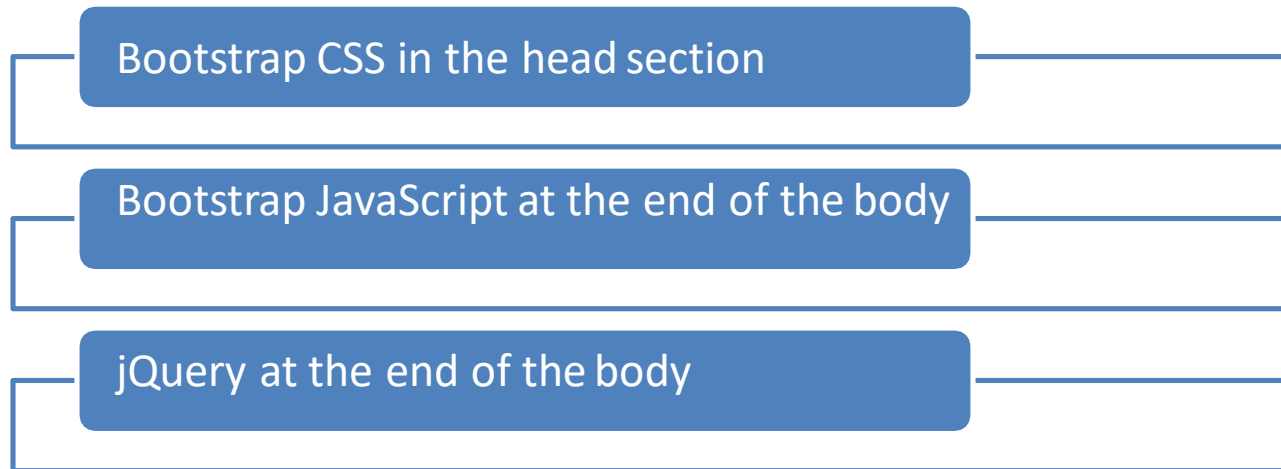 Bootstrap CSS in the head section
Bootstrap JavaScript at the end of the body
jQuery at the end of the body